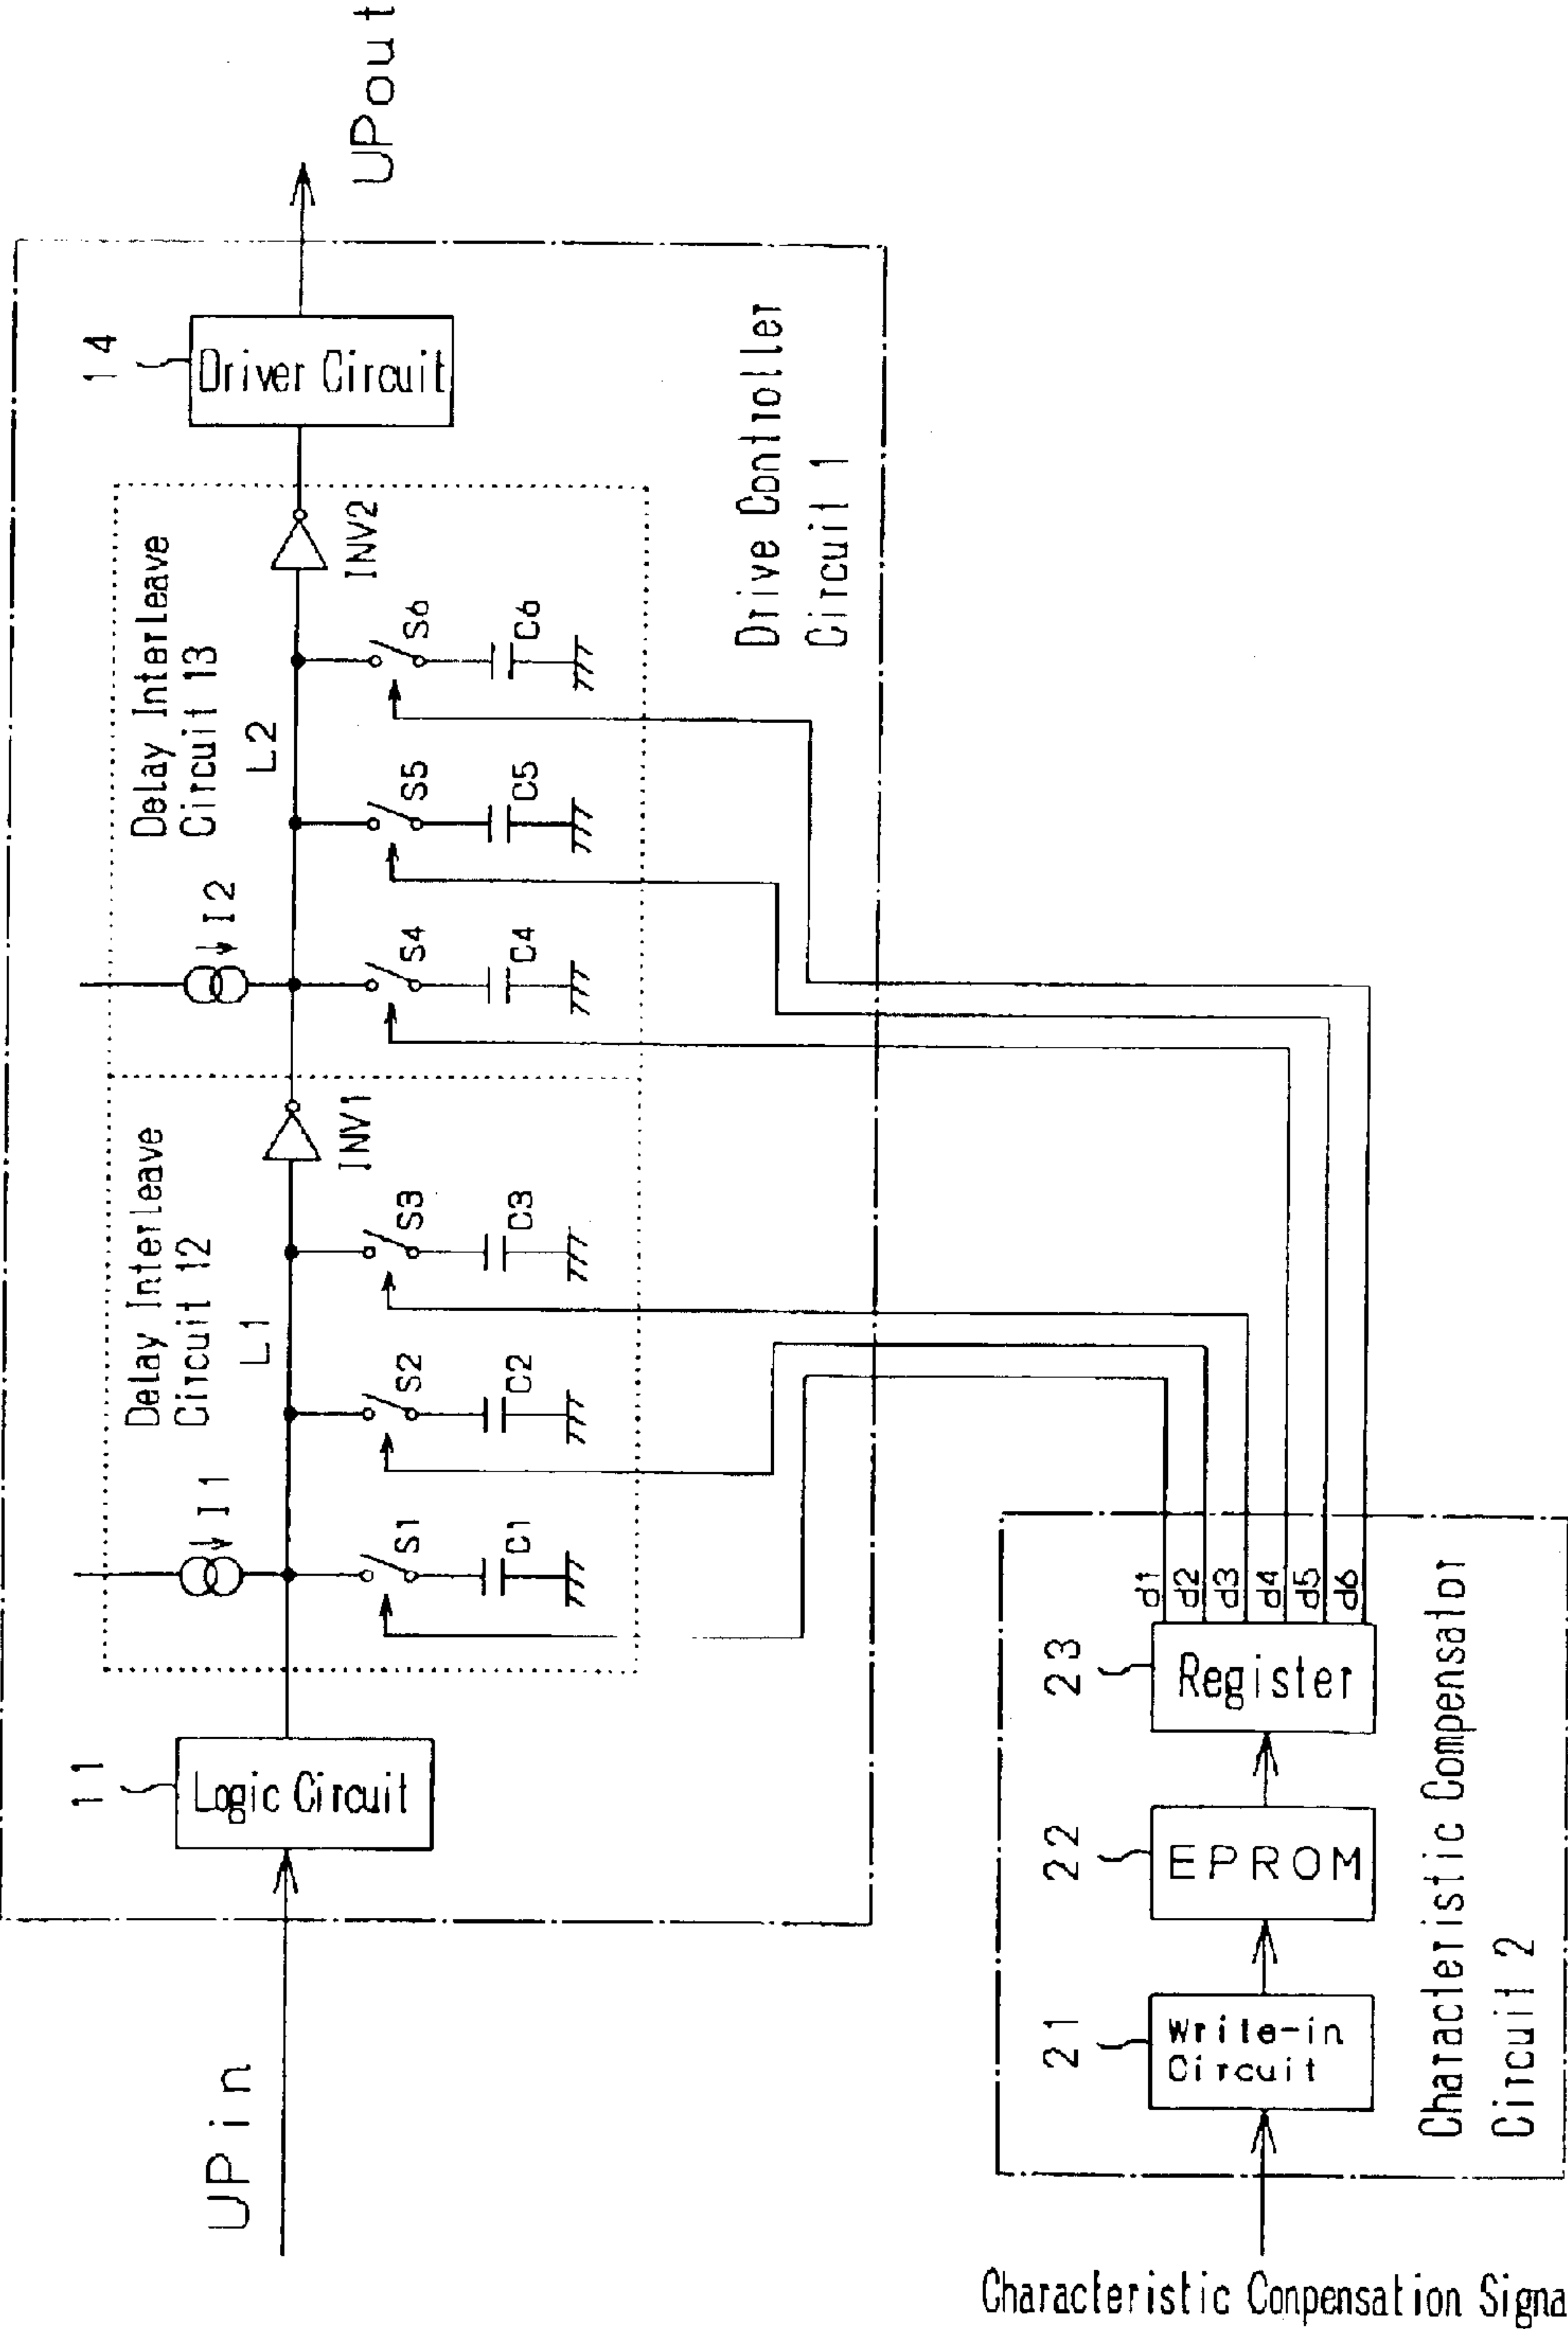 UPin
11
Logic Circuit
Delay Interleave
Circuit 12
I1
L1
S1
C1
S2
C2
S3
C3
INV1
Delay Interleave
Circuit 13
I2
L2
S4
C4
S5
C5
S6
C6
INV2
14
Driver Circuit
UPout
Drive Controller
Circuit 1
Characteristic Conpensation Signa
21
Write-in
Circuit
22
EPROM
23
Register
d1
d2
d3
d4
d5
d6
Characteristic Compensator
Circuit 2